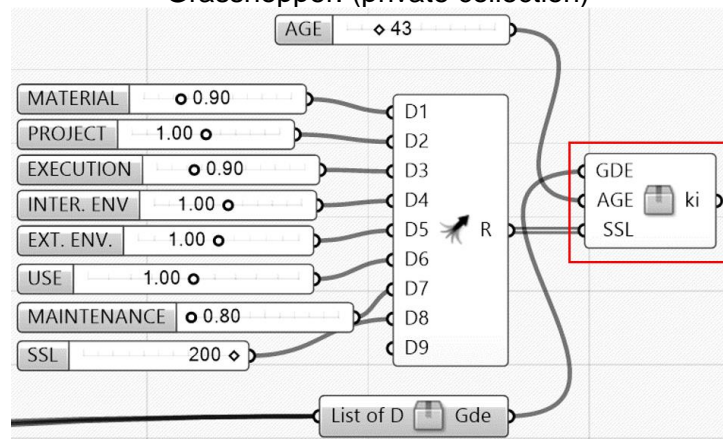 Grasshopper. (private collection)
AGE 43
MATERIAL 0.90
D1
PROJECT 1.00
D2
EXECUTION 0.90
D3
GDE
INTER. ENV 1.00
D4
AGE ki
EXT. ENV. 1.00
D5 R
SSL
USE 1.00
D6
D7
MAINTENANCE 0.80
D8
SSL 200
D9
List of D Gde